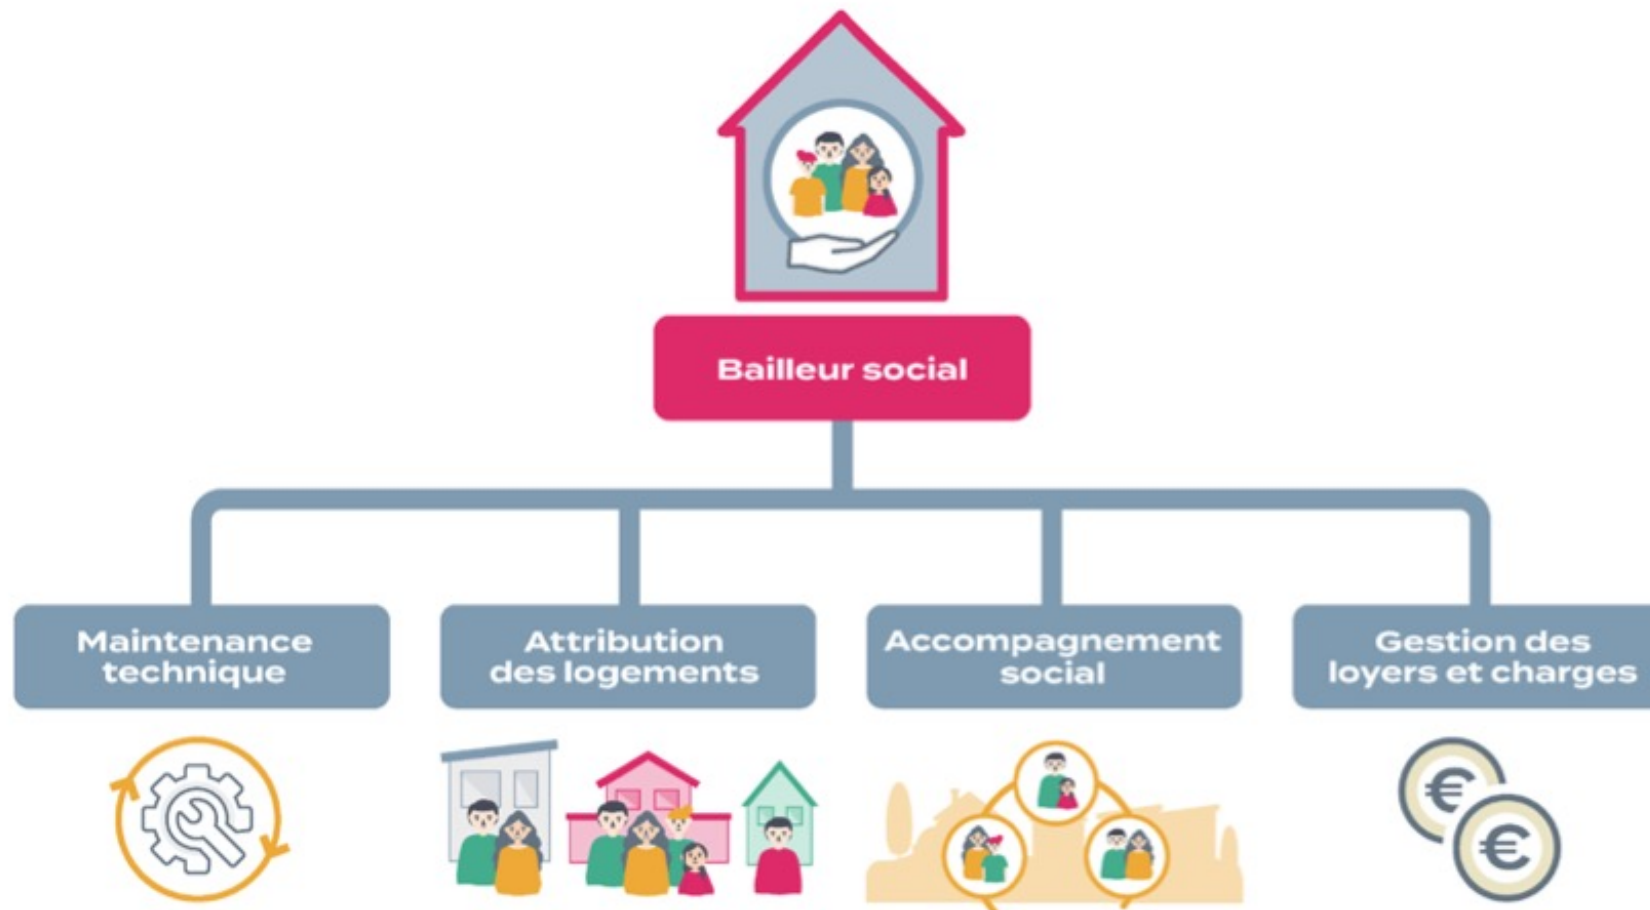 Bailleur social
Maintenance
technique
Attribution
des logements
Accompagnement
social
Gestion des
loyers et charges
€
€